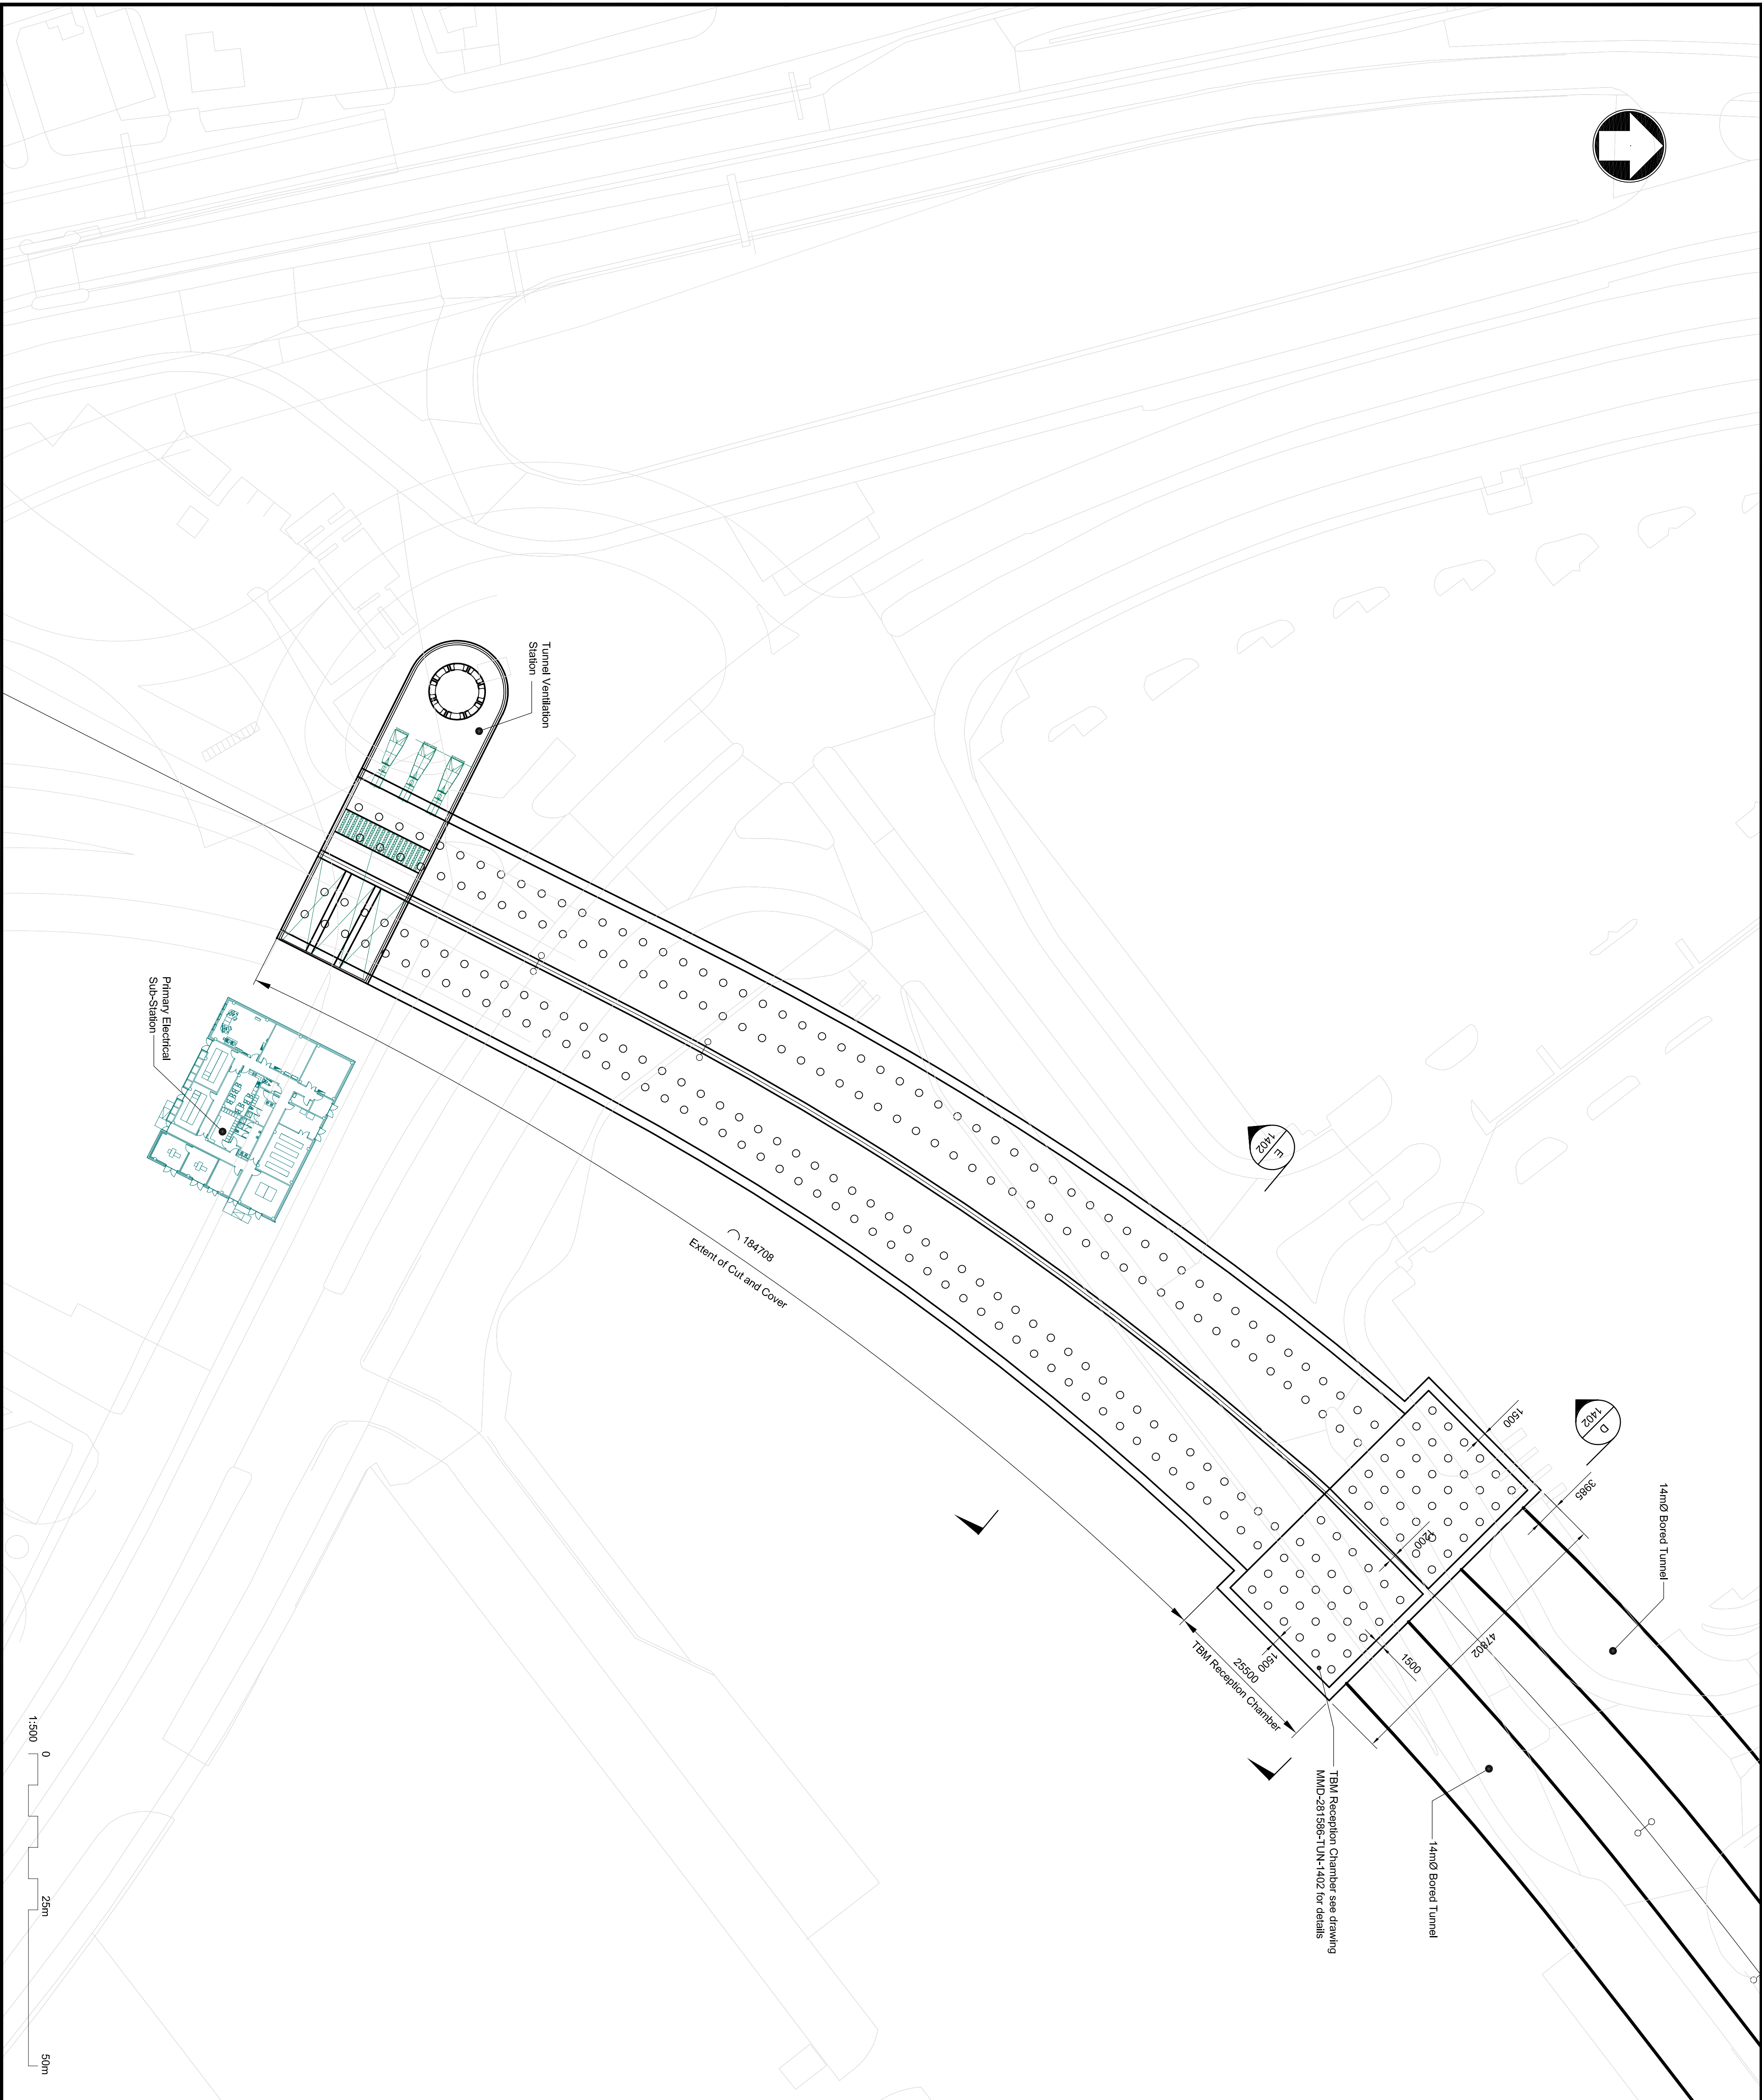 Tunnel Ventilation
Station
Primary Electrical
Sub-Station
184708
Extent of Cut and Cover
E
1402
D
1402
1500
3985
14mØ Bored Tunnel
1200
47802
1500
1500
25500
TBM Reception Chamber
TBM Reception Chamber see drawing
MMD-281586-TUN-1402 for details
14mØ Bored Tunnel
1:500
0
25m
50m